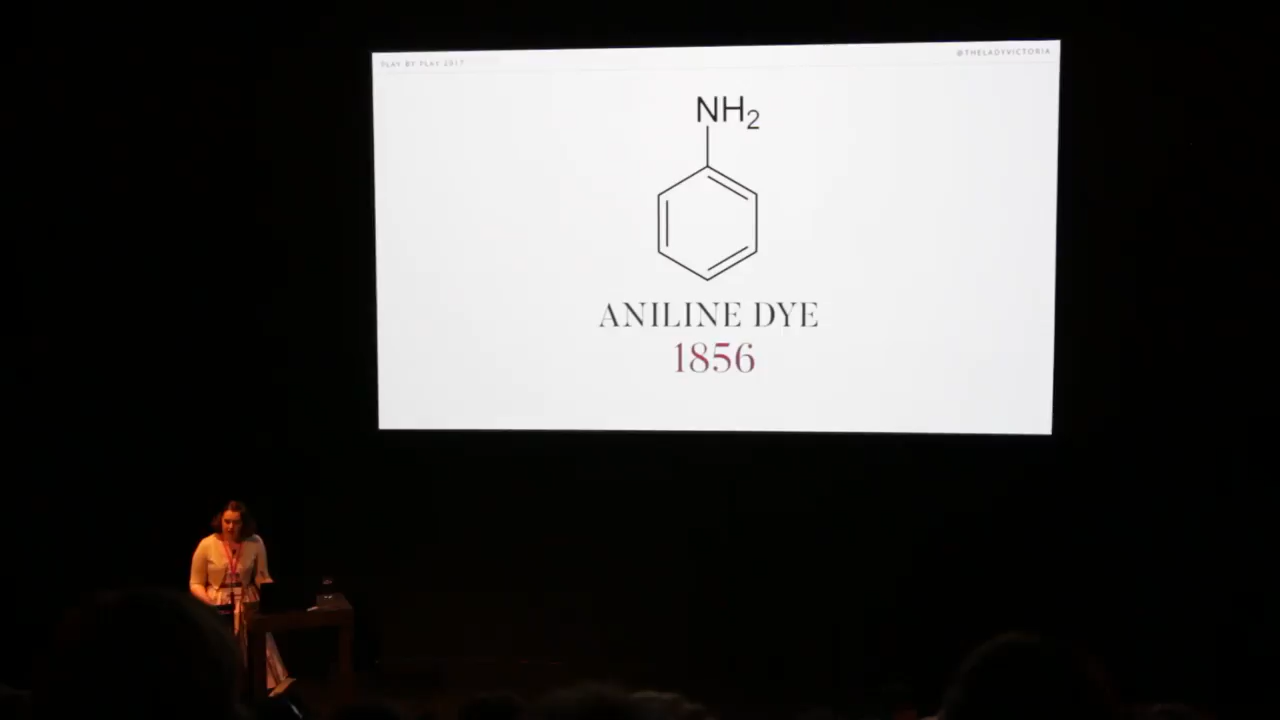 PLAY BY PLAY 2017
@THELADYVICTORIA
NH2
ANILINE DYE
1856